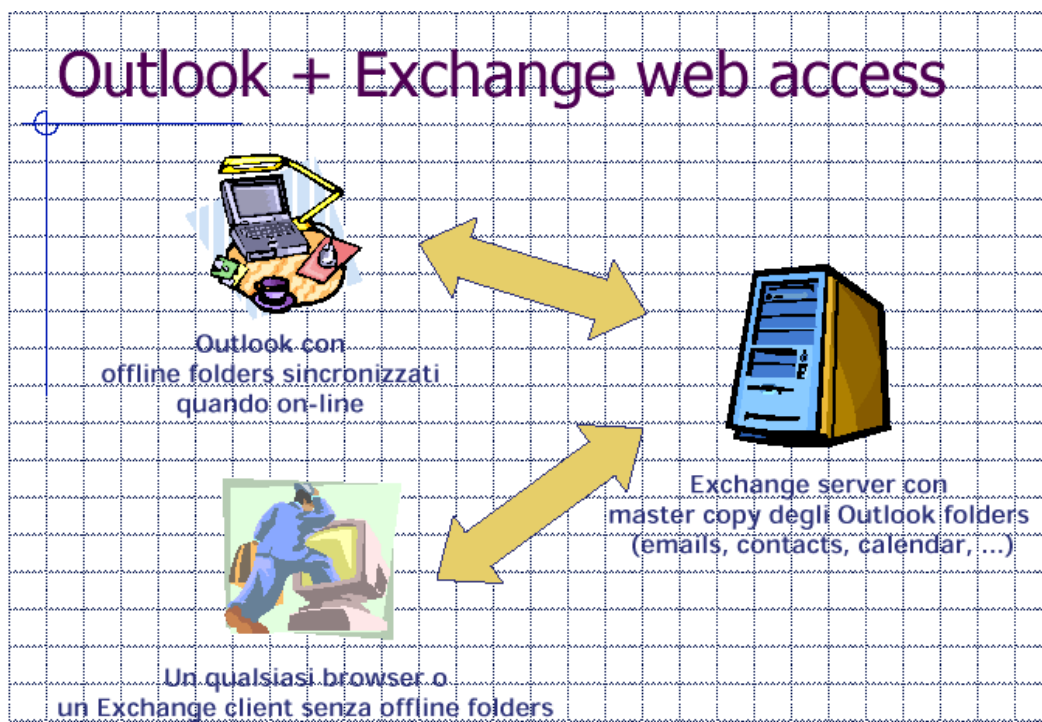 Outlook + Exchange web access
Outlook con
offline folders sincronizzati
quando on-line
Exchange server con
master copy degli Outlook folders
(emails, contacts, calendar, ...)
Un qualsiasi browser o
un Exchange client senza offline folders